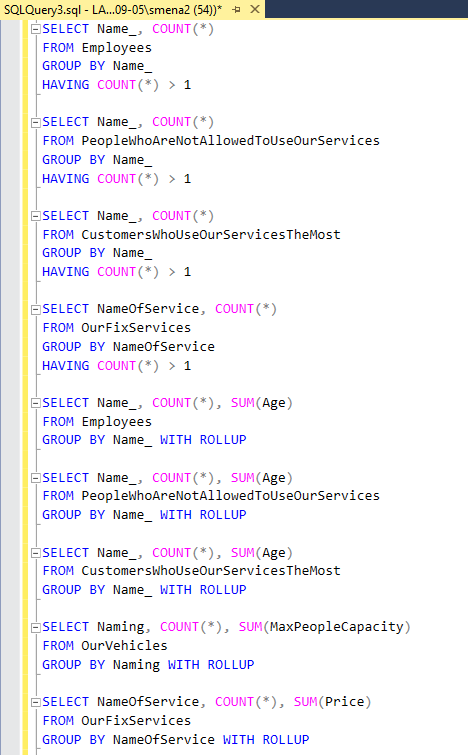 SQLQuery3.sql - LA...09-05\smena2 (54))*
SELECT Name_, COUNT(*)
FROM Employees
GROUP BY Name_
HAVING COUNT(*) > 1
SELECT Name_, COUNT(*)
FROM PeopleWhoAreNotAllowedToUseOurServices
GROUP BY Name_
HAVING COUNT(*) > 1
SELECT Name_, COUNT(*)
FROM CustomersWhoUseOurServicesTheMost
GROUP BY Name_
HAVING COUNT(*) > 1
SELECT NameOfService, COUNT(*)
FROM OurFixServices
GROUP BY NameOfService
HAVING COUNT(*) > 1
SELECT Name_, COUNT(*), SUM(Age)
FROM Employees
GROUP BY Name_ WITH ROLLUP
SELECT Name_, COUNT(*), SUM(Age)
FROM PeopleWhoAreNotAllowedToUseOurServices
GROUP BY Name_ WITH ROLLUP
SELECT Name_, COUNT(*), SUM(Age)
FROM CustomersWhoUseOurServicesTheMost
GROUP BY Name_ WITH ROLLUP
SELECT Naming, COUNT(*), SUM(MaxPeopleCapacity)
FROM OurVehicles
GROUP BY Naming WITH ROLLUP
SELECT NameOfService, COUNT(*), SUM(Price)
FROM OurFixServices
GROUP BY NameOfService WITH ROLLUP